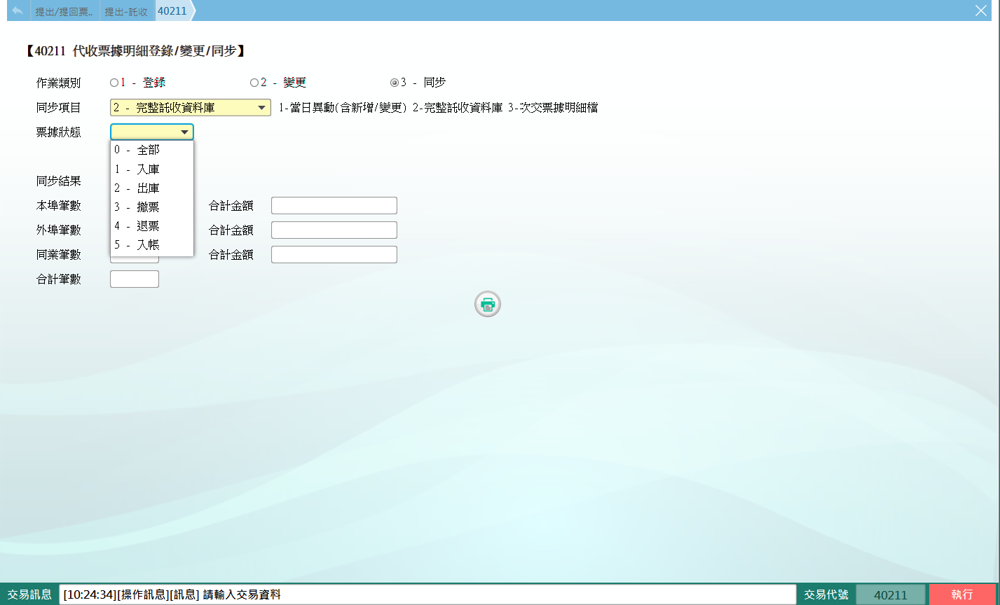 提出/提回票.. 提出-託收 40211
【40211 代收票據明細登錄/變更/同步】
作業類別 1 - 登錄 2 - 變更 3 - 同步
同步項目 2 - 完整託收資料庫 1-當日異動(含新增/變更) 2-完整託收資料庫 3-次交票據明細檔
票據狀態
0 - 全部
1 - 入庫
同步結果
2 - 出庫
本埠筆數 3 - 撤票 合計金額
外埠筆數 4 - 退票 合計金額
5 - 入帳
同業筆數 合計金額
合計筆數
交易訊息 [10:24:34][操作訊息][訊息] 請輸入交易資料 交易代號 40211 執行